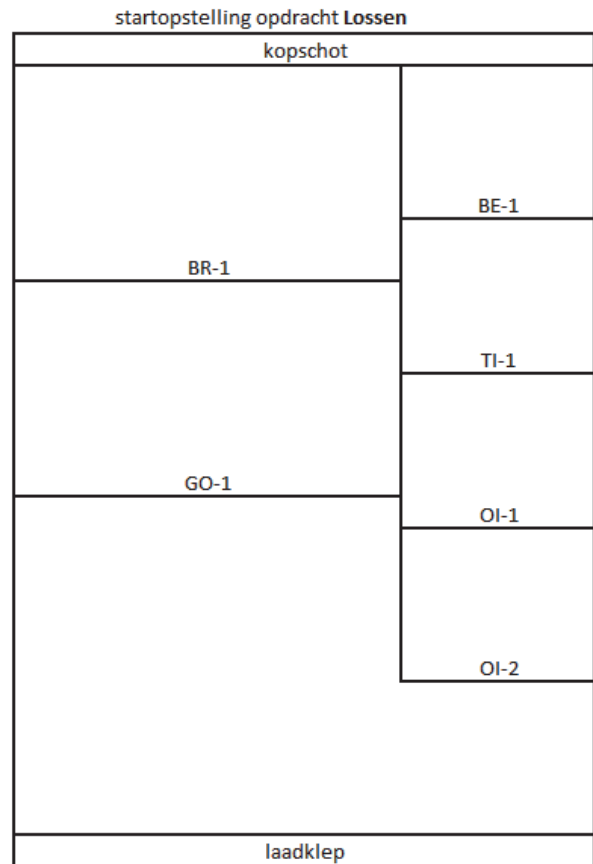 startopstelling opdracht Lossen
kopschot
BE-1
BR-1
TI-1
GO-1
OI-1
OI-2
laadklep